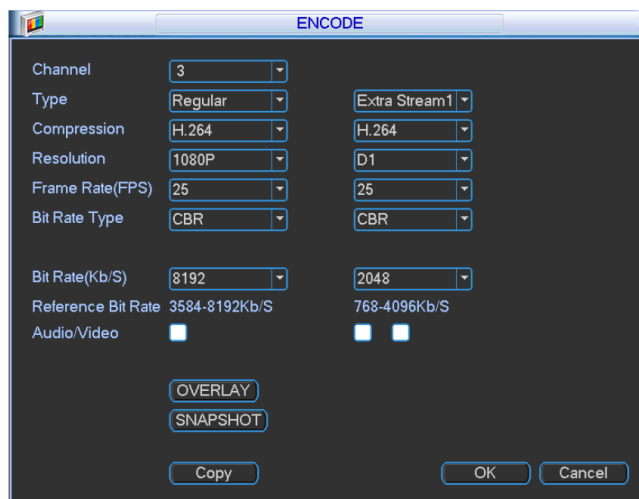 ENCODE
Channel 3
Type Regular Extra Stream1
Compression H.264 H.264
Resolution 1080P D1
Frame Rate(FPS) 25 25
Bit Rate Type CBR CBR
Bit Rate(Kb/S) 8192 2048
Reference Bit Rate 3584-8192Kb/S 768-4096Kb/S
Audio/Video
OVERLAY
SNAPSHOT
Copy OK Cancel